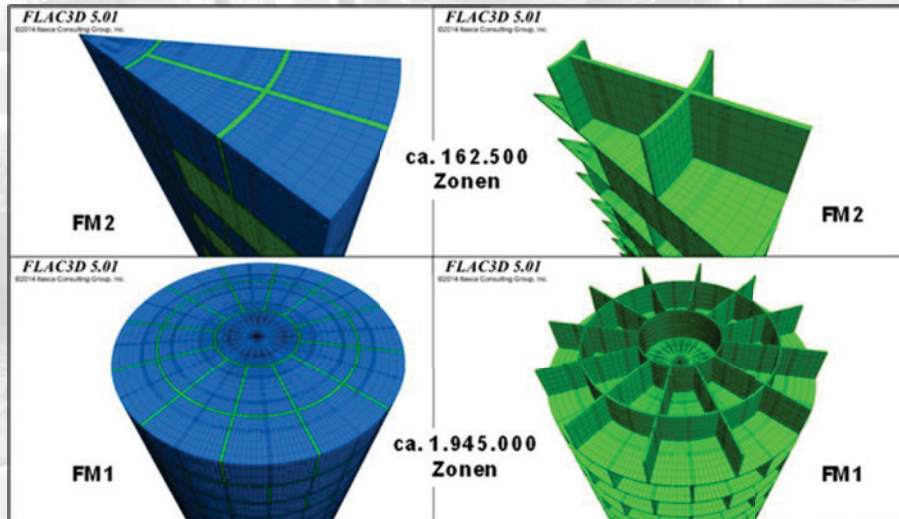 FLAC3D 5.01
©2014 Itasca Consulting Group, Inc.
FLAC3D 5.01
©2014 Itasca Consulting Group, Inc.
ca. 162.500
Zonen
FM2
FM2
FLAC3D 5.01
©2014 Itasca Consulting Group, Inc.
FLAC3D 5.01
©2014 Itasca Consulting Group, Inc.
ca. 1.945.000
Zonen
FM1
FM1